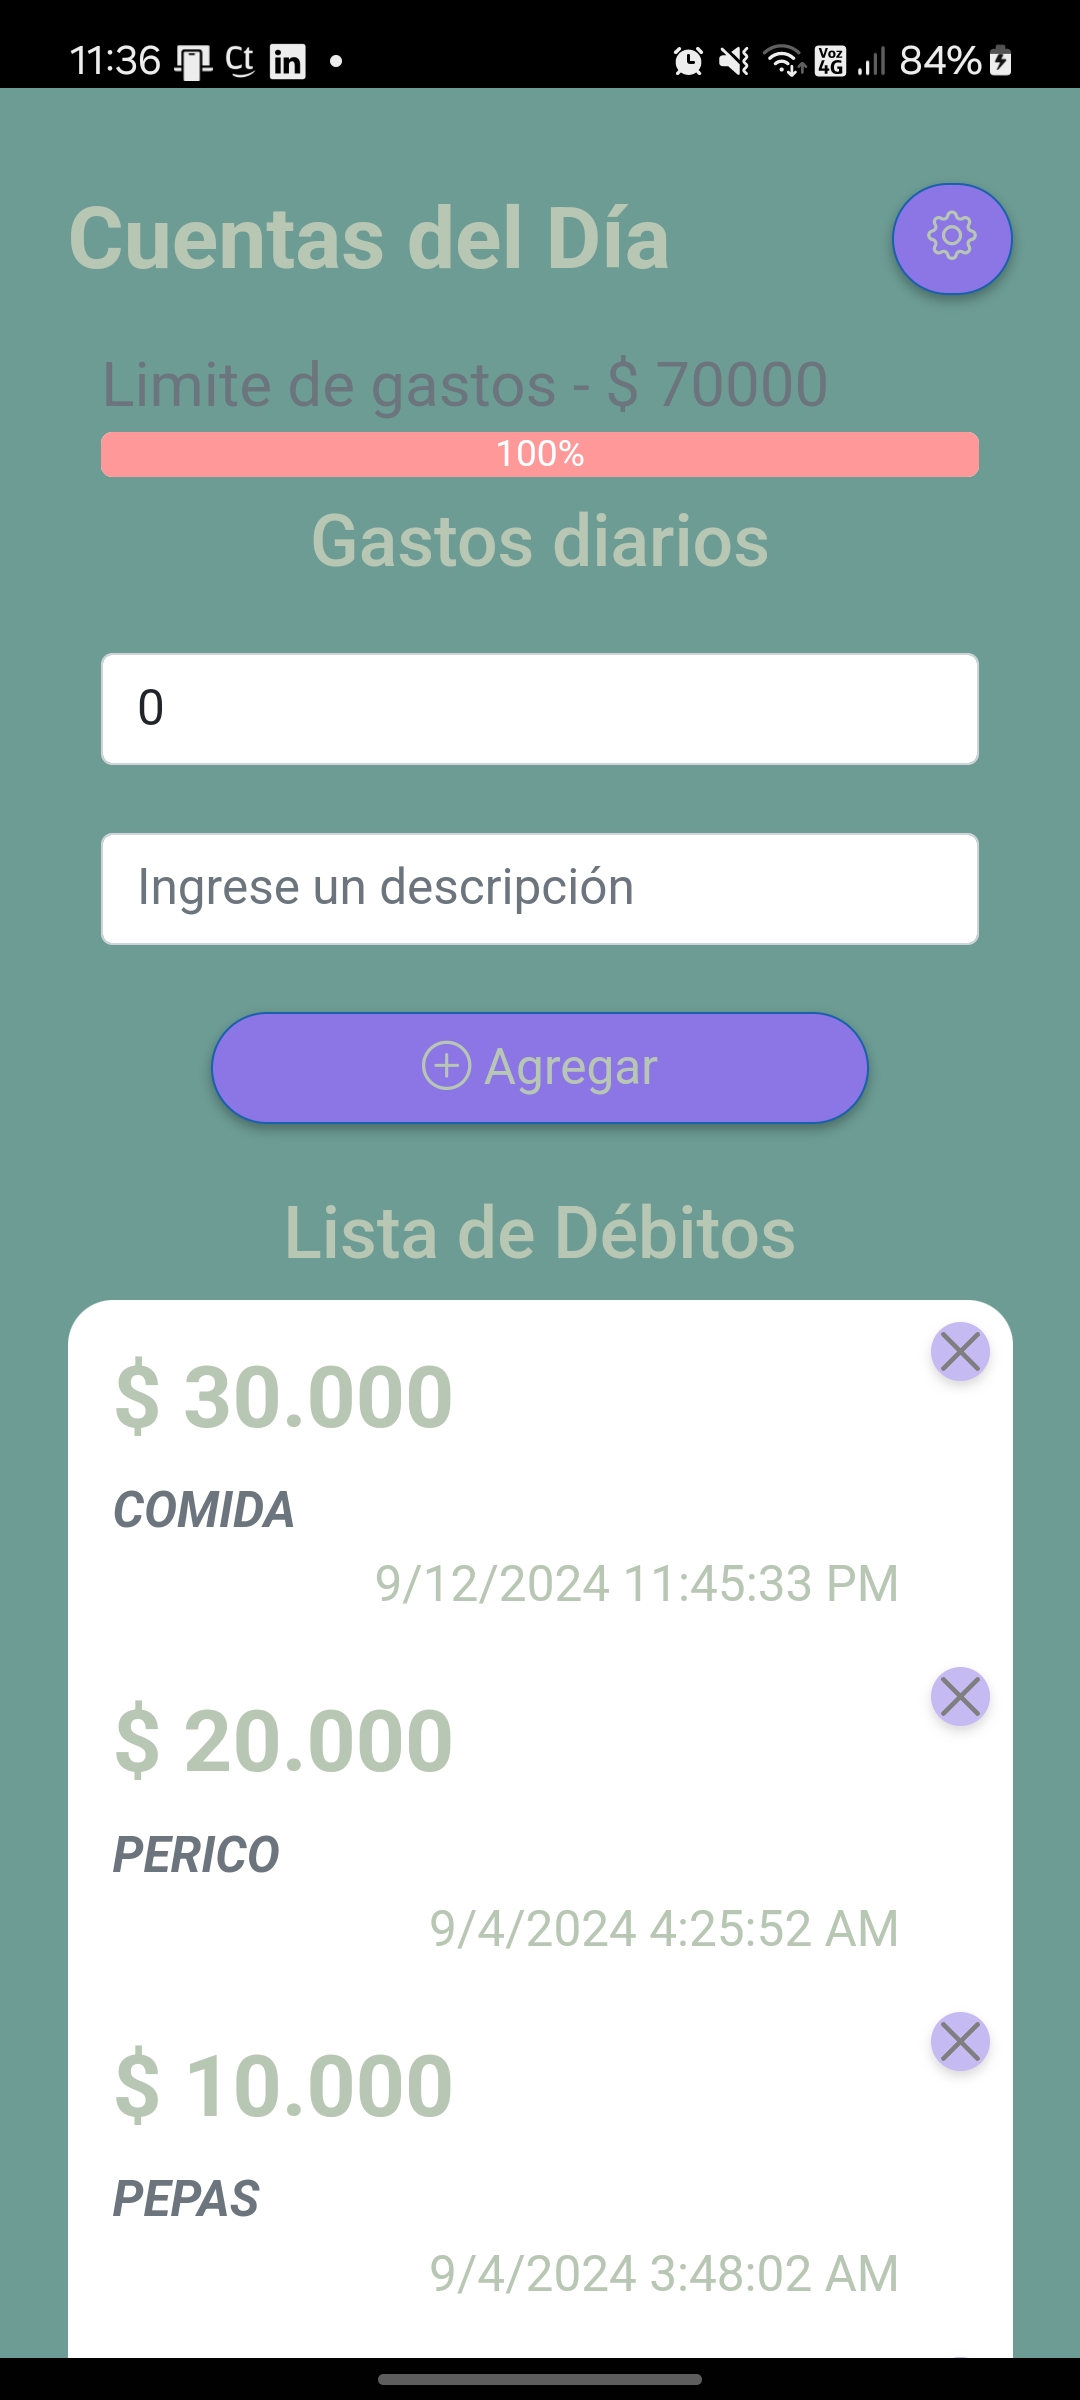 11:36 Ct in 84%
Voz
4G
Cuentas del Día
Limite de gastos - $ 70000
100%
Gastos diarios
0
Ingrese un descripción
Agregar
Lista de Débitos
$ 30.000
COMIDA
9/12/2024 11:45:33 PM
$ 20.000
PERICO
9/4/2024 4:25:52 AM
$ 10.000
PEPAS
9/4/2024 3:48:02 AM